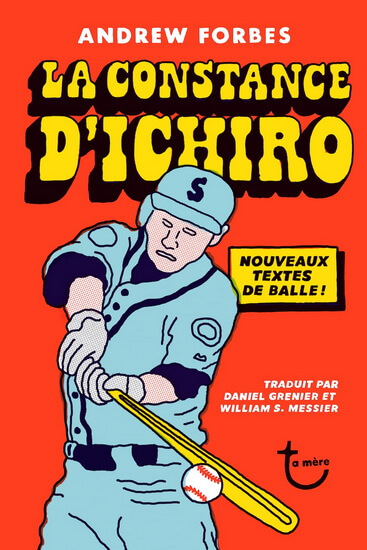 ANDREW FORBES
LA CONSTANCE
D'ICHIRO
S
NOUVEAUX
TEXTES
DE BALLE !
TRADUIT PAR
DANIEL GRENIER ET
WILLIAM S. MESSIER
ta mère